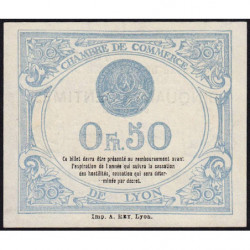 CHAMBRE DE COMMERCE
50 50
0 Fr. 50
Ce billet devra être présenté au remboursement avant
l'expiration de l'année qui suivra la cessation
des hostilités, cessation qui sera déter-
minée par décret.
50 50
DE LYON
Imp. A. REY, Lyon.